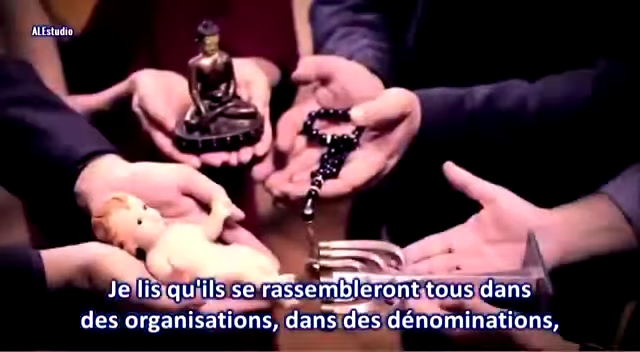 ALEstudio
Je lis qu'ils se rassembleront tous dans
des organisations, dans des dénominations,